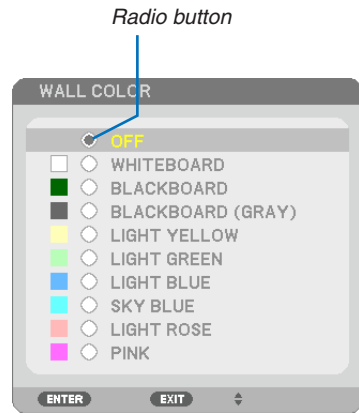 Radio button
WALL COLOR
OFF
WHITEBOARD
BLACKBOARD
BLACKBOARD (GRAY)
LIGHT YELLOW
LIGHT GREEN
LIGHT BLUE
SKY BLUE
LIGHT ROSE
PINK
ENTER EXIT